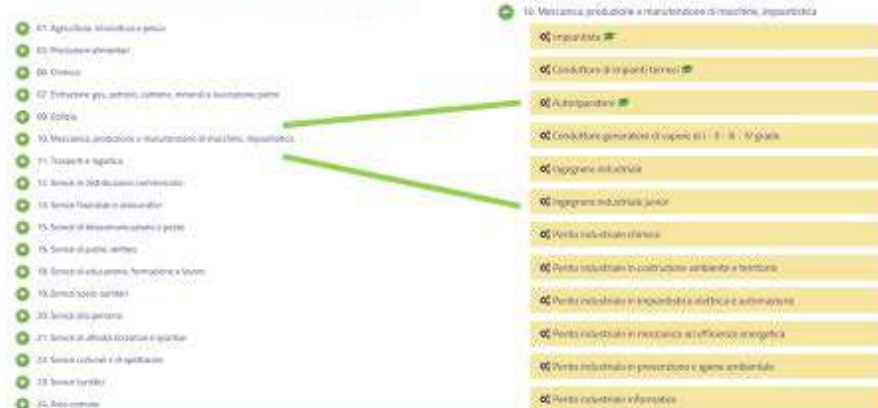 01. Agricoltura, silvicoltura e pesca
02. Produzioni alimentari
06. Chimica
07. Estrazione gas, petrolio, carbone, minerali e lavorazione pietre
09. Edilizia
10. Meccanica, produzione e manutenzione di macchine, impiantistica
11. Trasporti e logistica
12. Servizi di distribuzione commerciale
13. Servizi finanziari e assicurativi
15. Servizi di telecomunicazione e poste
16. Servizi di public utilities
18. Servizi di educazione, formazione e lavoro
19. Servizi socio-sanitari
20. Servizi alla persona
21. Servizi di attività ricreative e sportive
22. Servizi culturali e di spettacolo
23. Servizi turistici
24. Area comune
10. Meccanica, produzione e manutenzione di macchine, impiantistica
Impiantista
Conduttore di impianti termici
Autoriparatore
Conduttore generatore di vapore di I - II - III - IV grado
Ingegnere industriale
Ingegnere industriale junior
Perito industriale chimico
Perito industriale in costruzione ambiente e territorio
Perito industriale in impiantistica elettrica e automazione
Perito industriale in meccanica ed efficienza energetica
Perito industriale in prevenzione e igiene ambientale
Perito industriale informatico